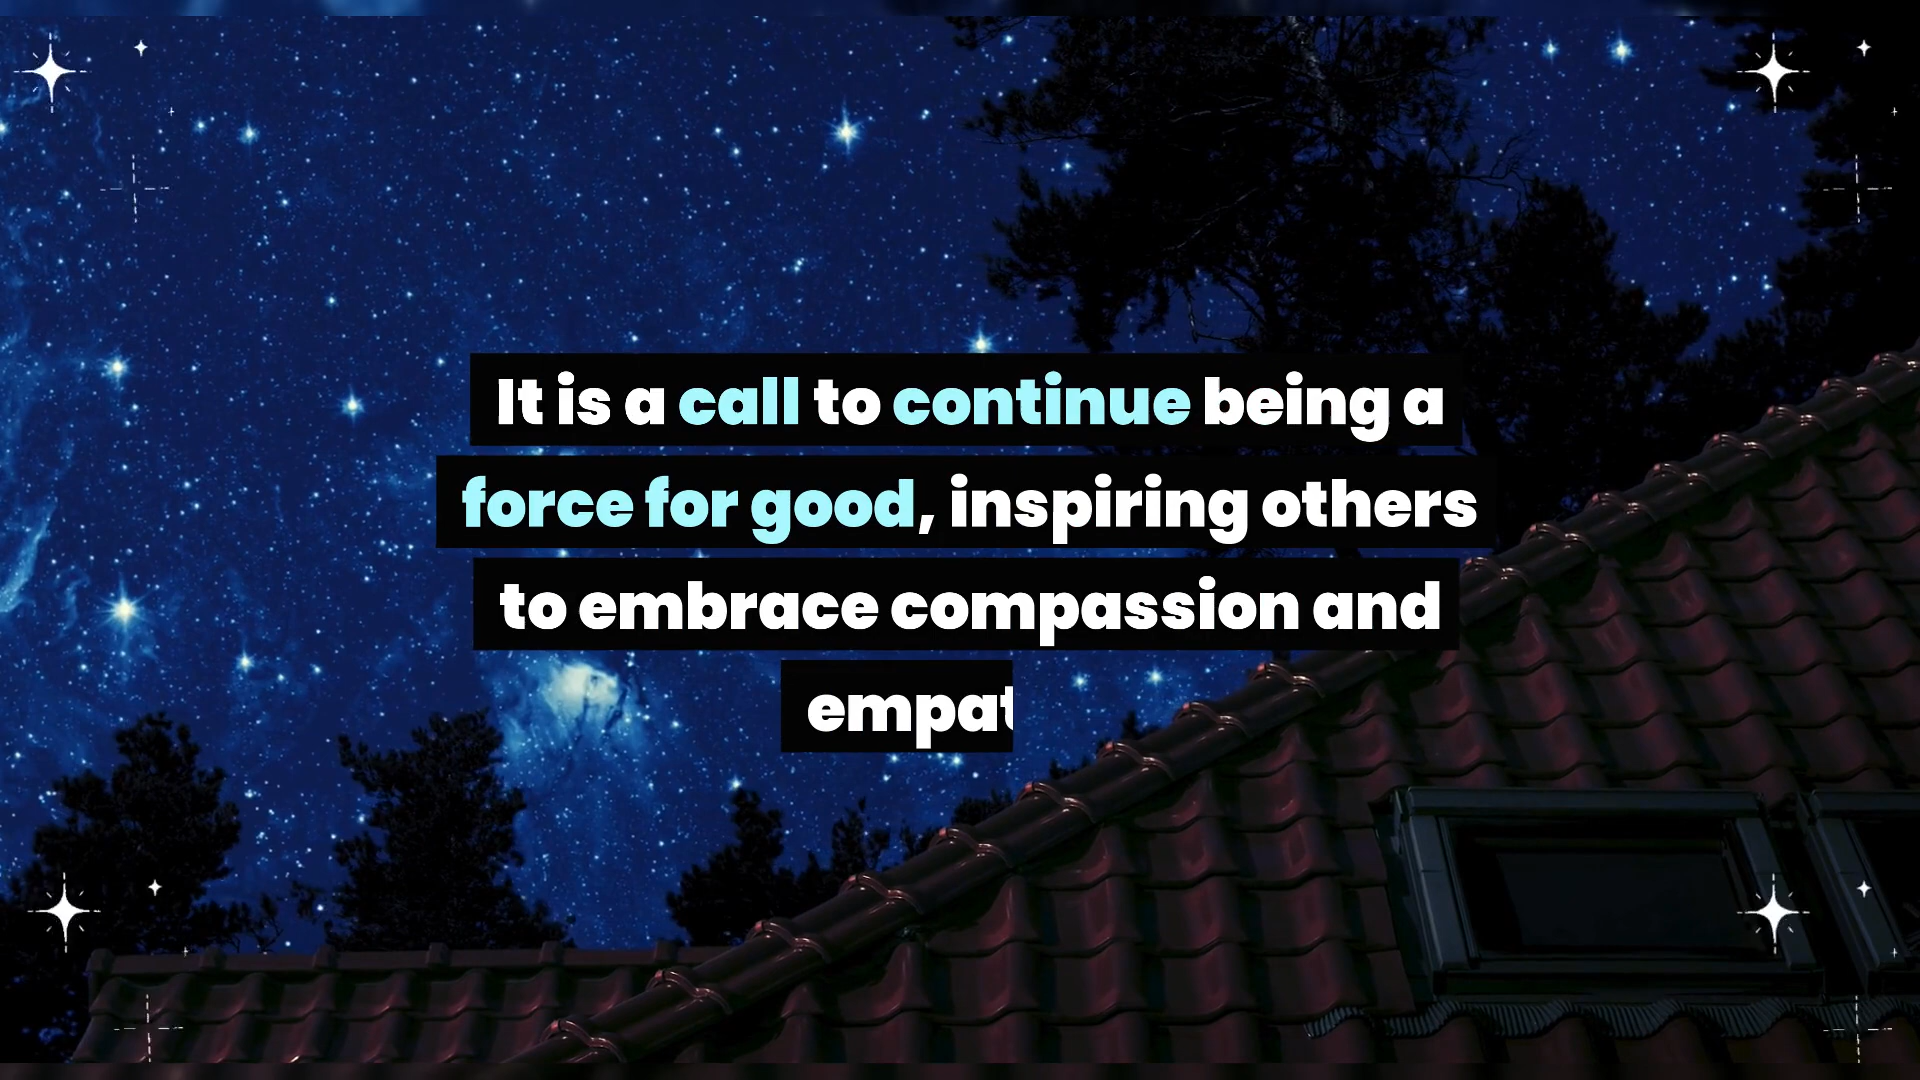 It is a call to continue being a
force for good, inspiring others
to embrace compassion and
empat